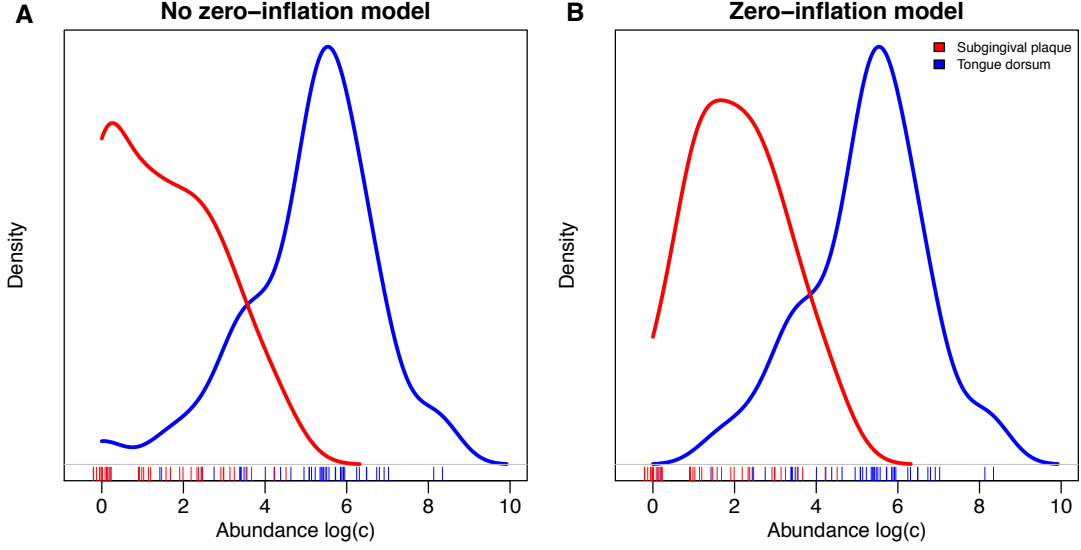 A
No zero−inflation model
Density
0 2 4 6 8 10
Abundance log(c)
B
Zero−inflation model
Subgingival plaque
Tongue dorsum
Density
0 2 4 6 8 10
Abundance log(c)